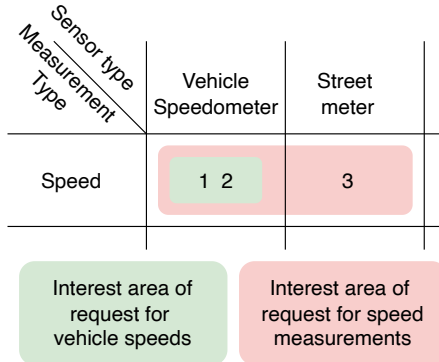 Sensor type
Measurement
Type
Vehicle
Speedometer
Street
meter
Speed
1 2
3
Interest area of
request for
vehicle speeds
Interest area of
request for speed
measurements